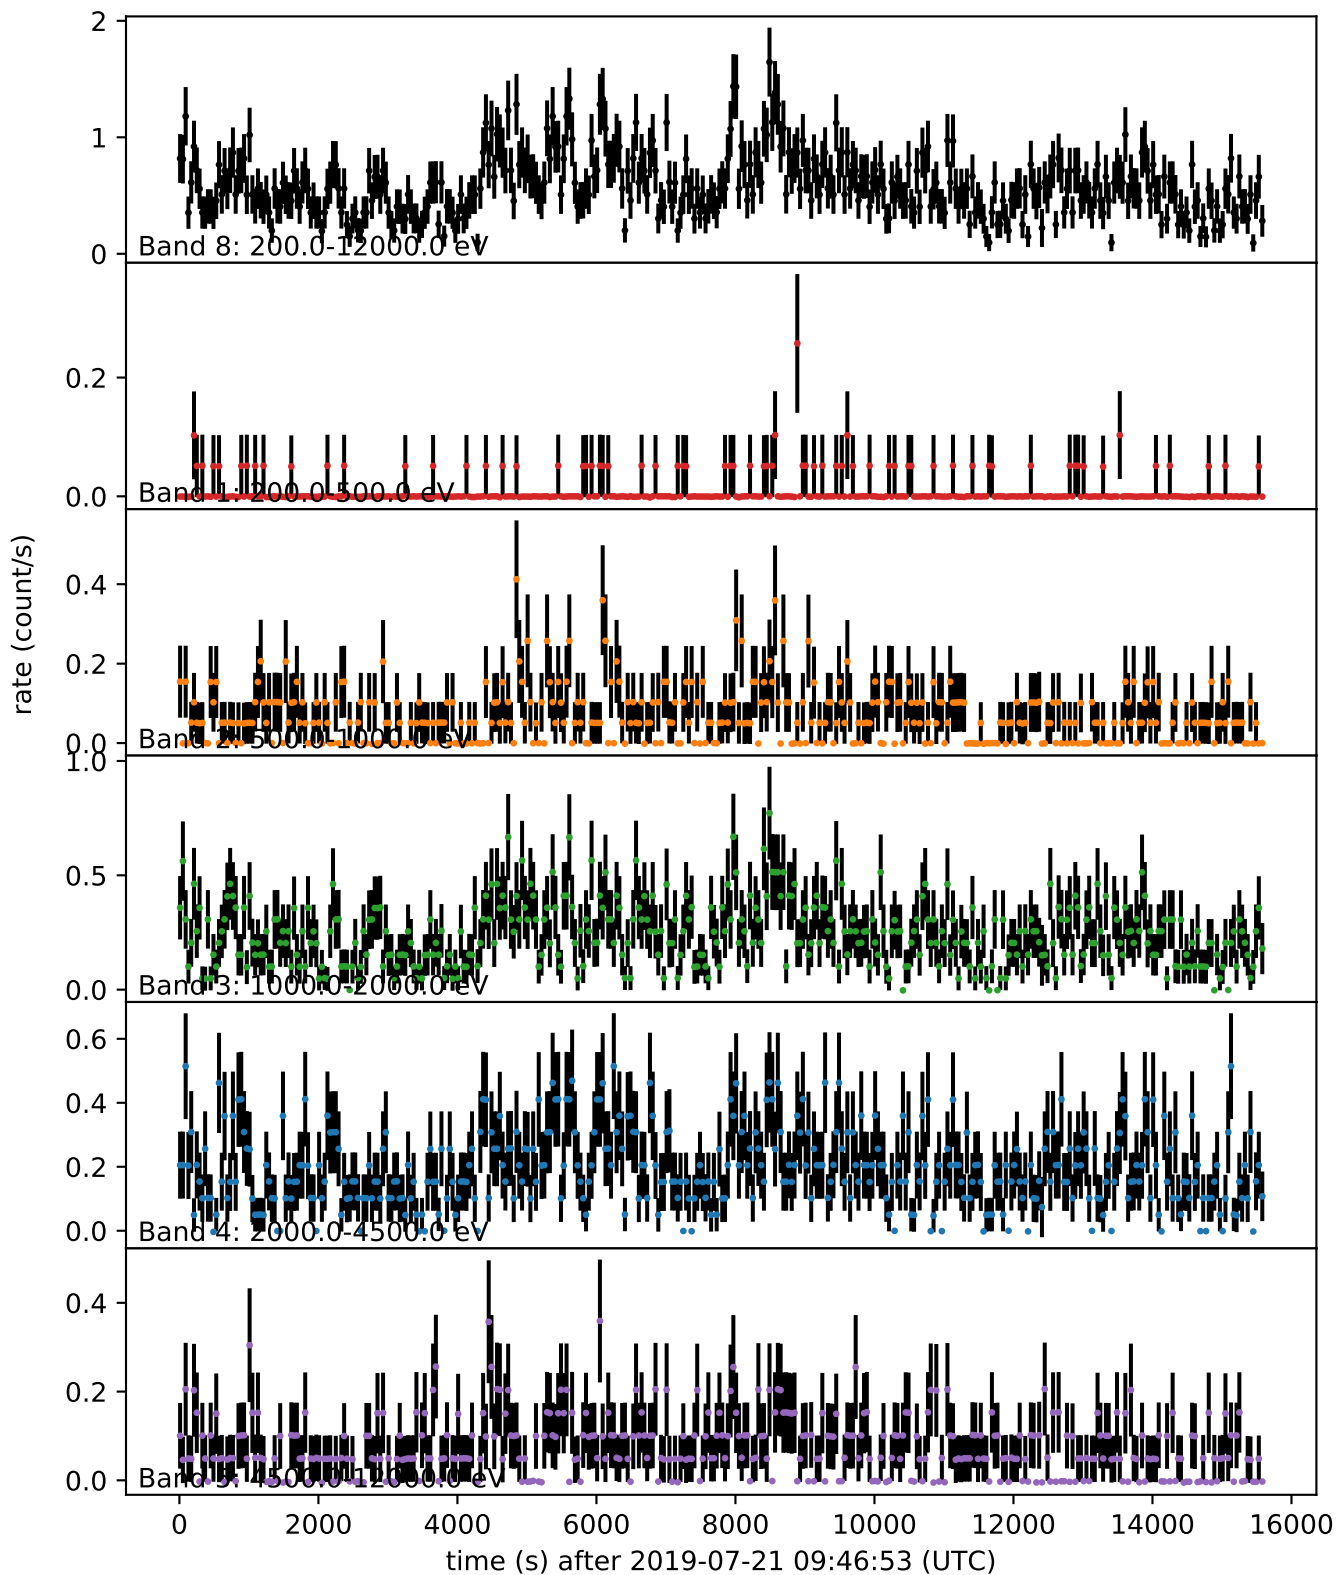 2
1
0
Band 8: 200.0-12000.0 eV
0.2
0.0
Band 1: 200.0-500.0 eV
0.4
0.2
0.0
Band 2: 500.0-1000.0 eV
1.0
0.5
0.0
Band 3: 1000.0-2000.0 eV
0.6
0.4
0.2
0.0
Band 4: 2000.0-4500.0 eV
0.4
0.2
0.0
Band 5: 4500.0-12000.0 eV
rate (count/s)
0 2000 4000 6000 8000 10000 12000 14000 16000
time (s) after 2019-07-21 09:46:53 (UTC)